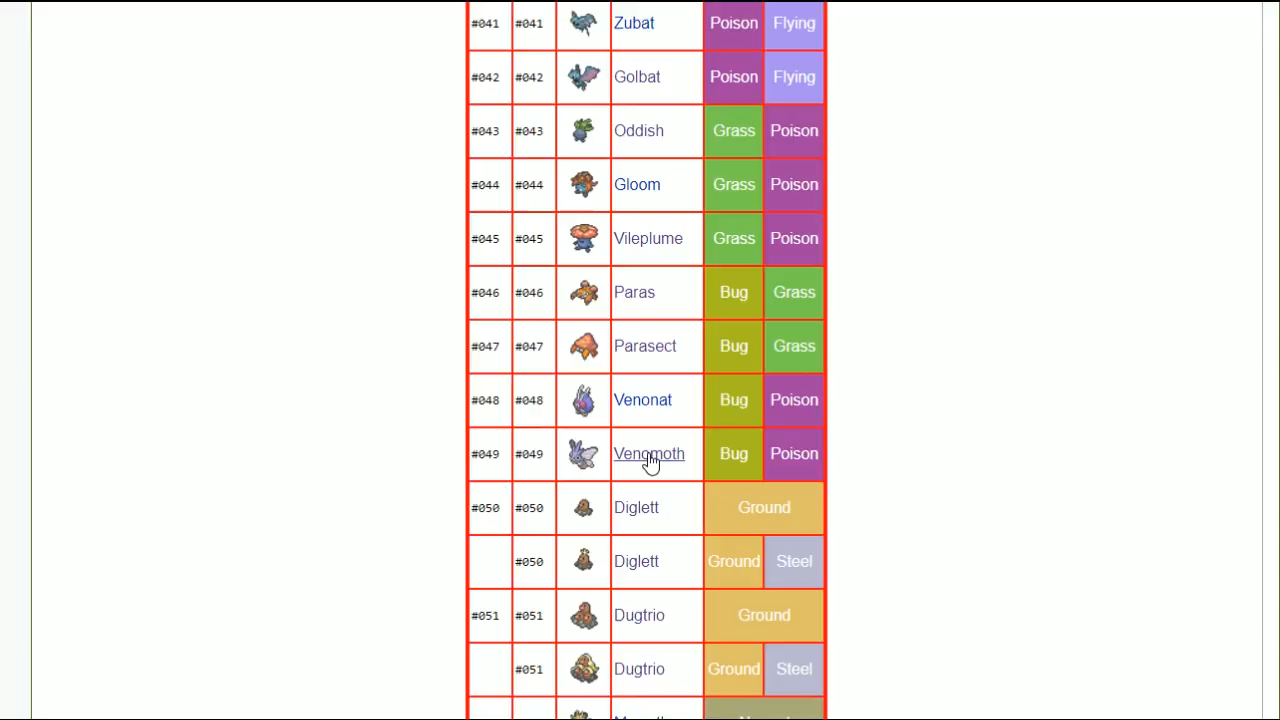 #041 #041 Zubat Poison Flying
#042 #042 Golbat Poison Flying
#043 #043 Oddish Grass Poison
#044 #044 Gloom Grass Poison
#045 #045 Vileplume Grass Poison
#046 #046 Paras Bug Grass
#047 #047 Parasect Bug Grass
#048 #048 Venonat Bug Poison
#049 #049 Venomoth Bug Poison
#050 #050 Diglett Ground
#050 Diglett Ground Steel
#051 #051 Dugtrio Ground
#051 Dugtrio Ground Steel